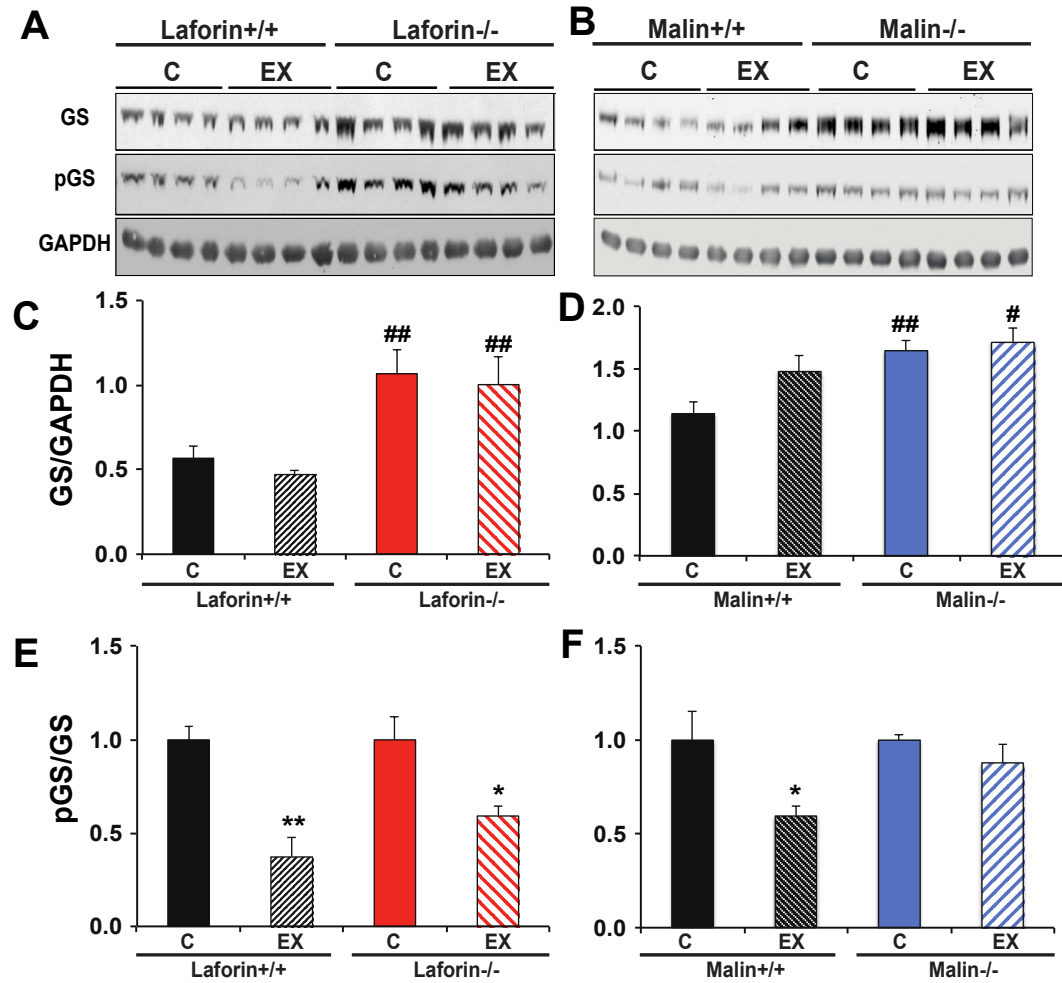 A
Laforin+/+ Laforin-/-
C EX C EX
GS
pGS
GAPDH
B
Malin+/+ Malin-/-
C EX C EX
C
GS/GAPDH
1.5
1.0
0.5
0.0
## ##
C EX C EX
Laforin+/+ Laforin-/-
D
2.0
1.5
1.0
0.5
0.0
## #
C EX C EX
Malin+/+ Malin-/-
E
pGS/GS
1.5
1.0
0.5
0.0
** *
C EX C EX
Laforin+/+ Laforin-/-
F
1.5
1.0
0.5
0.0
*
C EX C EX
Malin+/+ Malin-/-